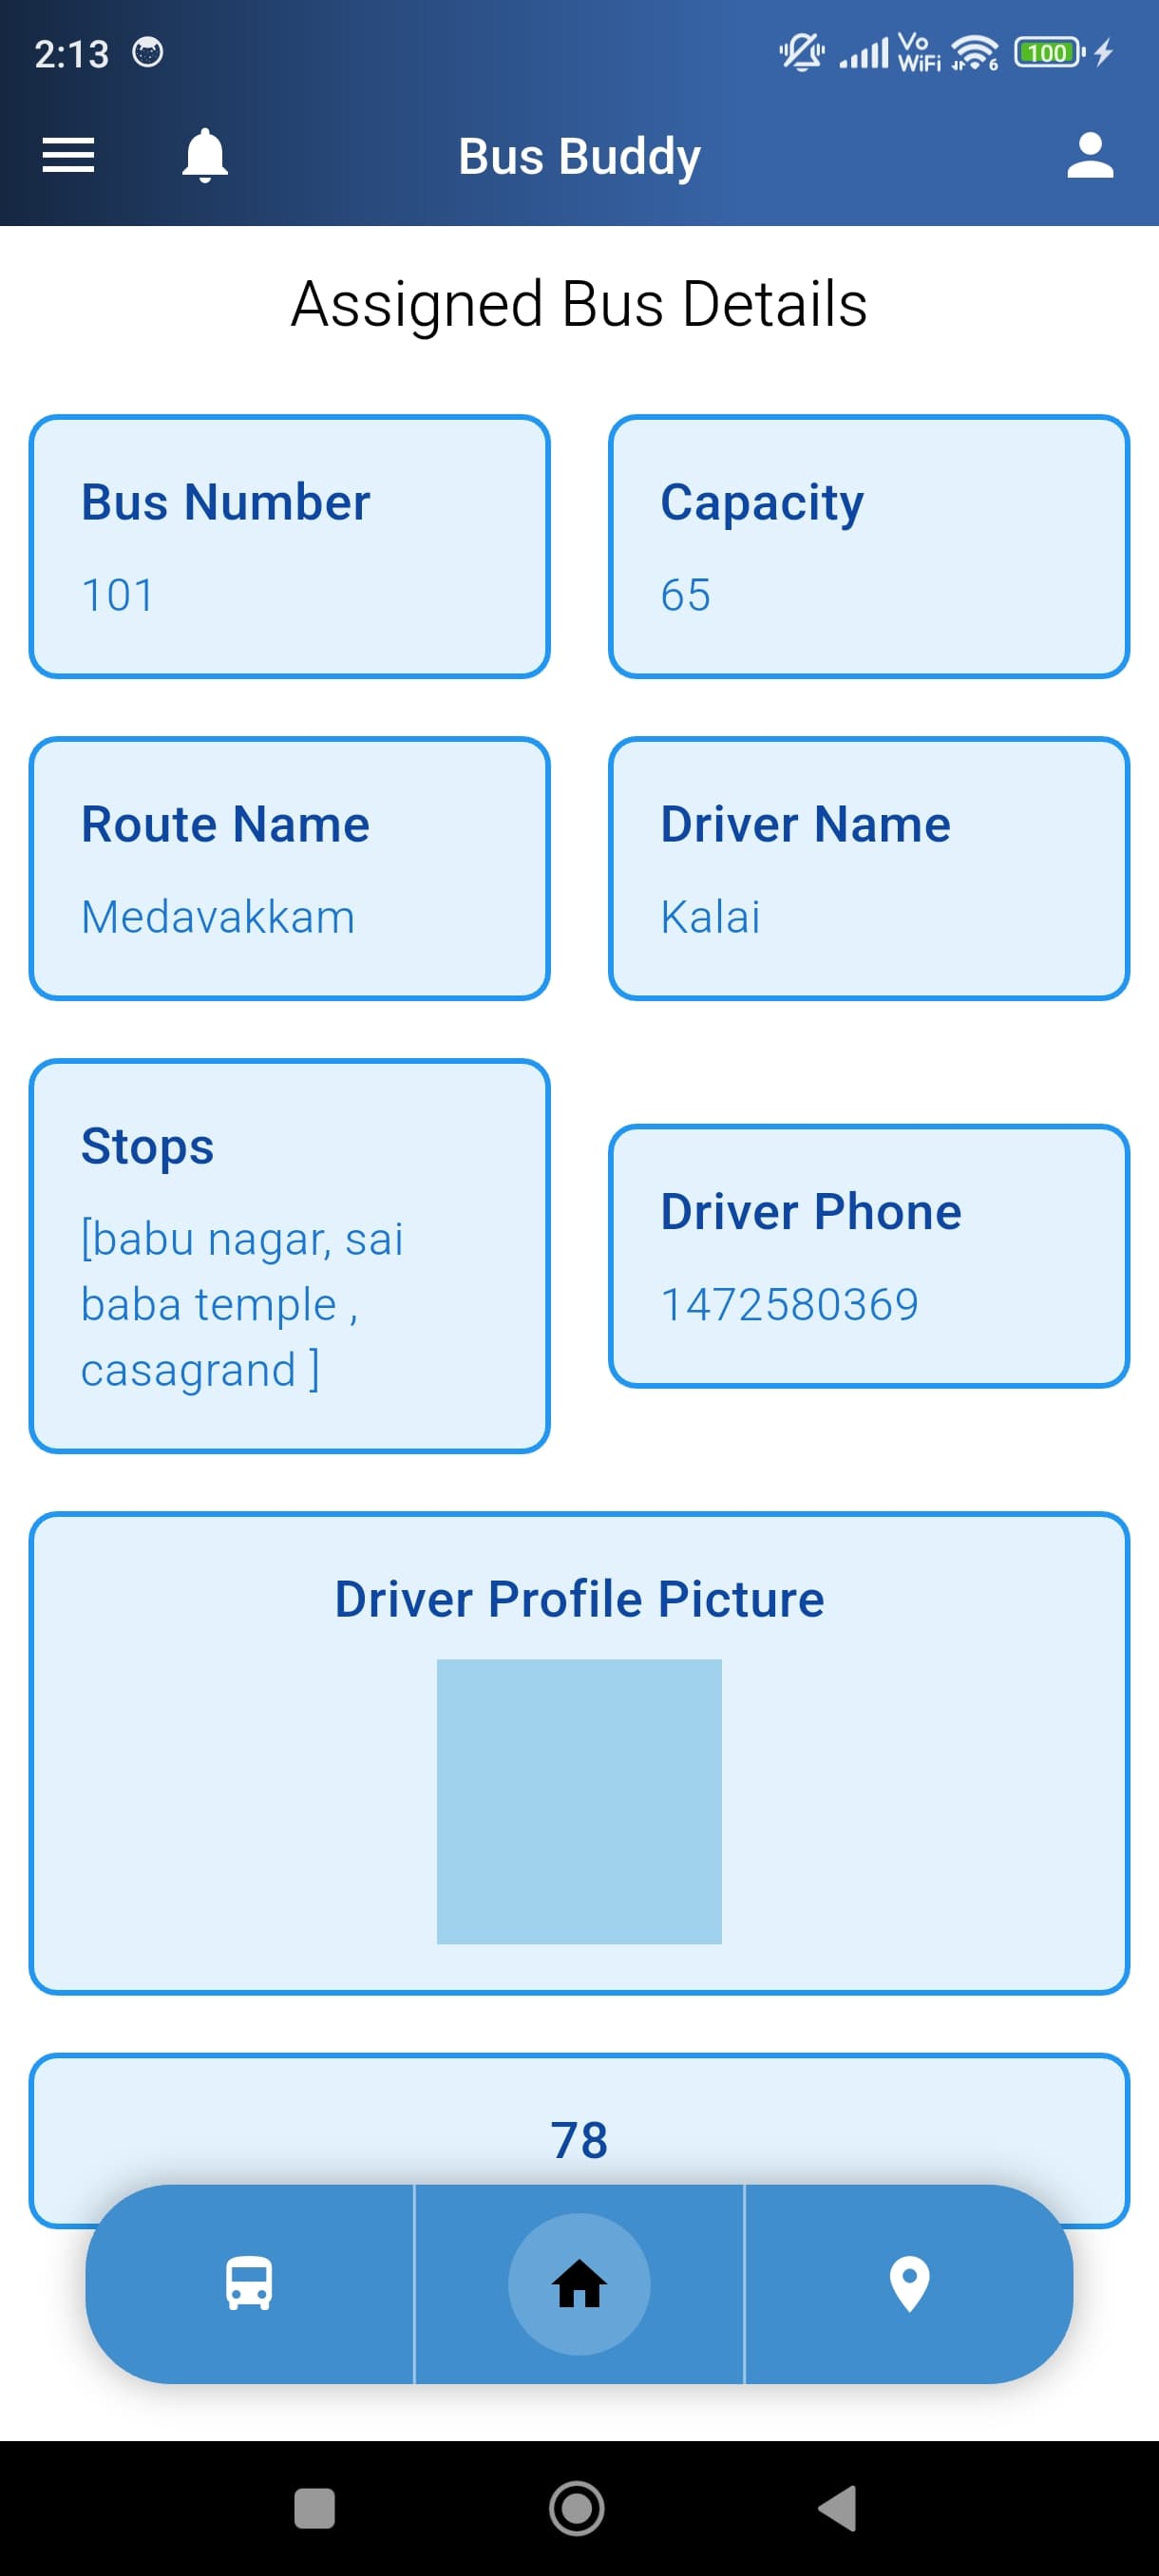 2:13
Vo
WiFi
6
100
Bus Buddy
Assigned Bus Details
Bus Number
101
Capacity
65
Route Name
Medavakkam
Driver Name
Kalai
Stops
[babu nagar, sai
baba temple ,
casagrand ]
Driver Phone
1472580369
Driver Profile Picture
78